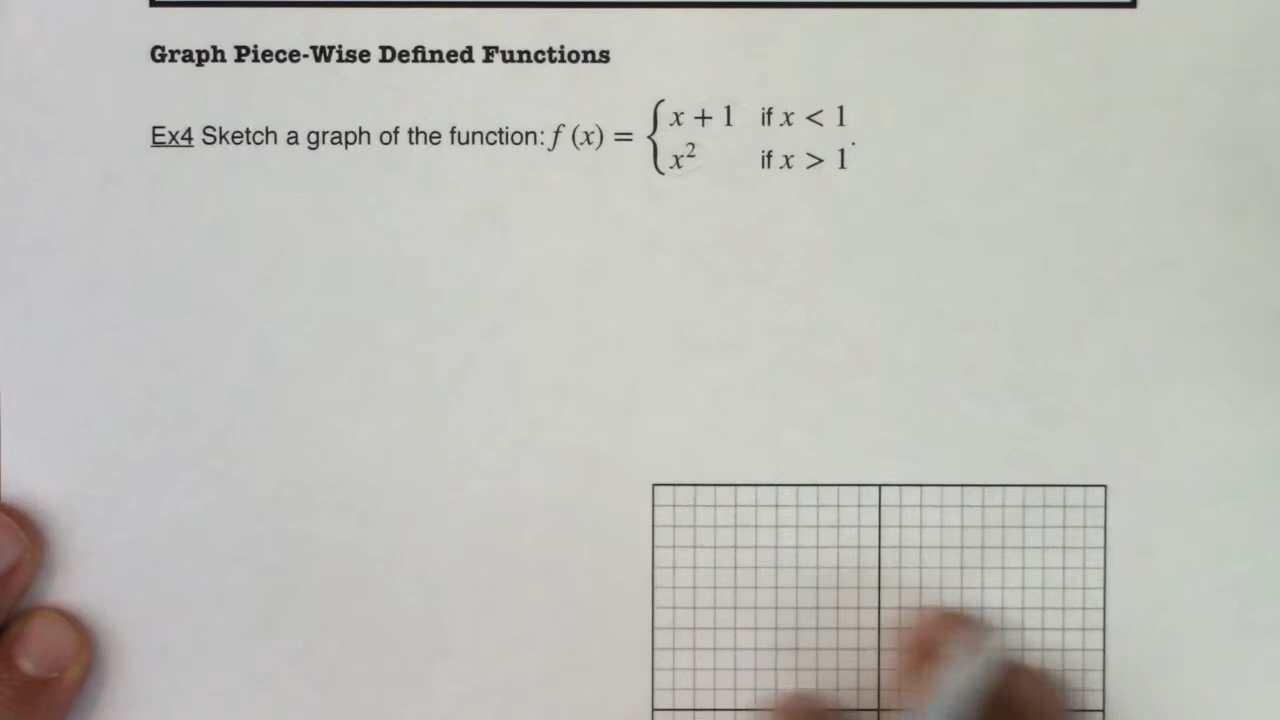 Graph Piece-Wise Defined Functions
Ex4 Sketch a graph of the function: f (x) = { x + 1 if x < 1
x² if x > 1 .